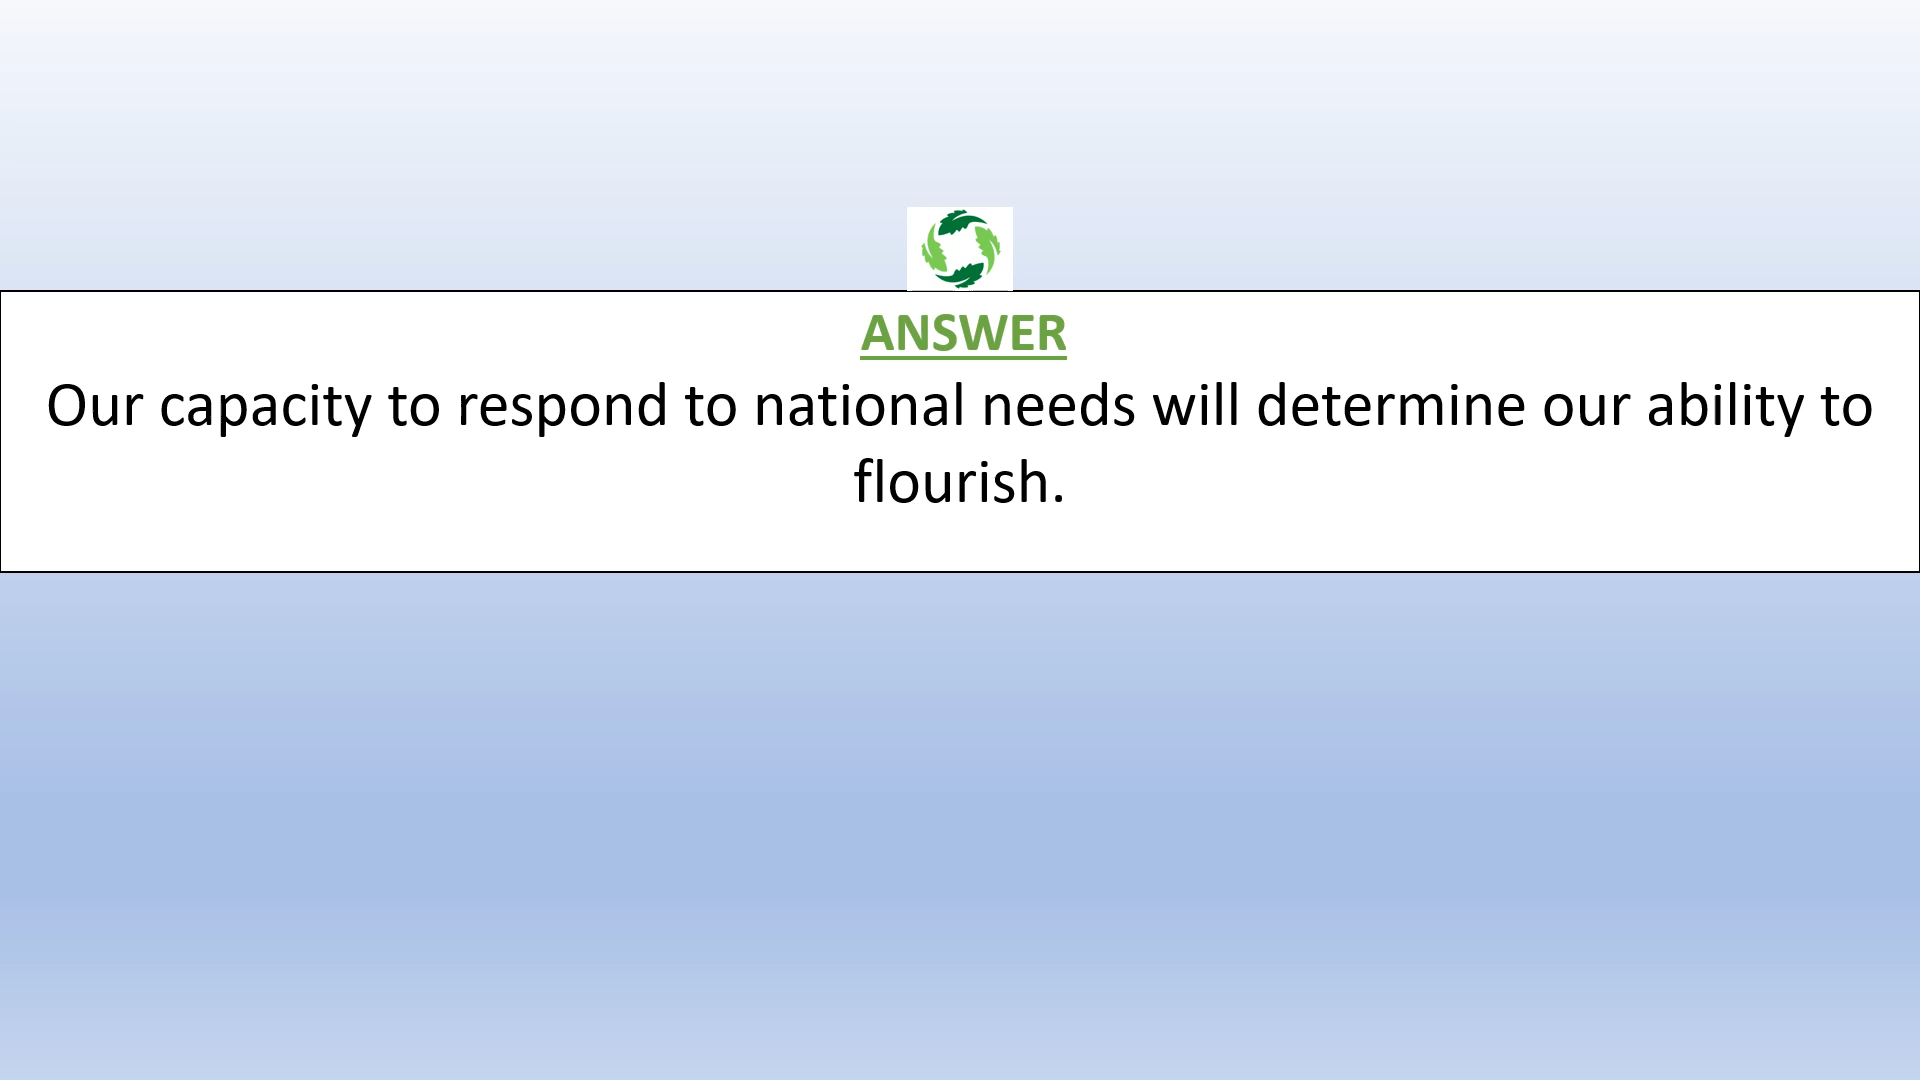 ANSWER
Our capacity to respond to national needs will determine our ability to
flourish.